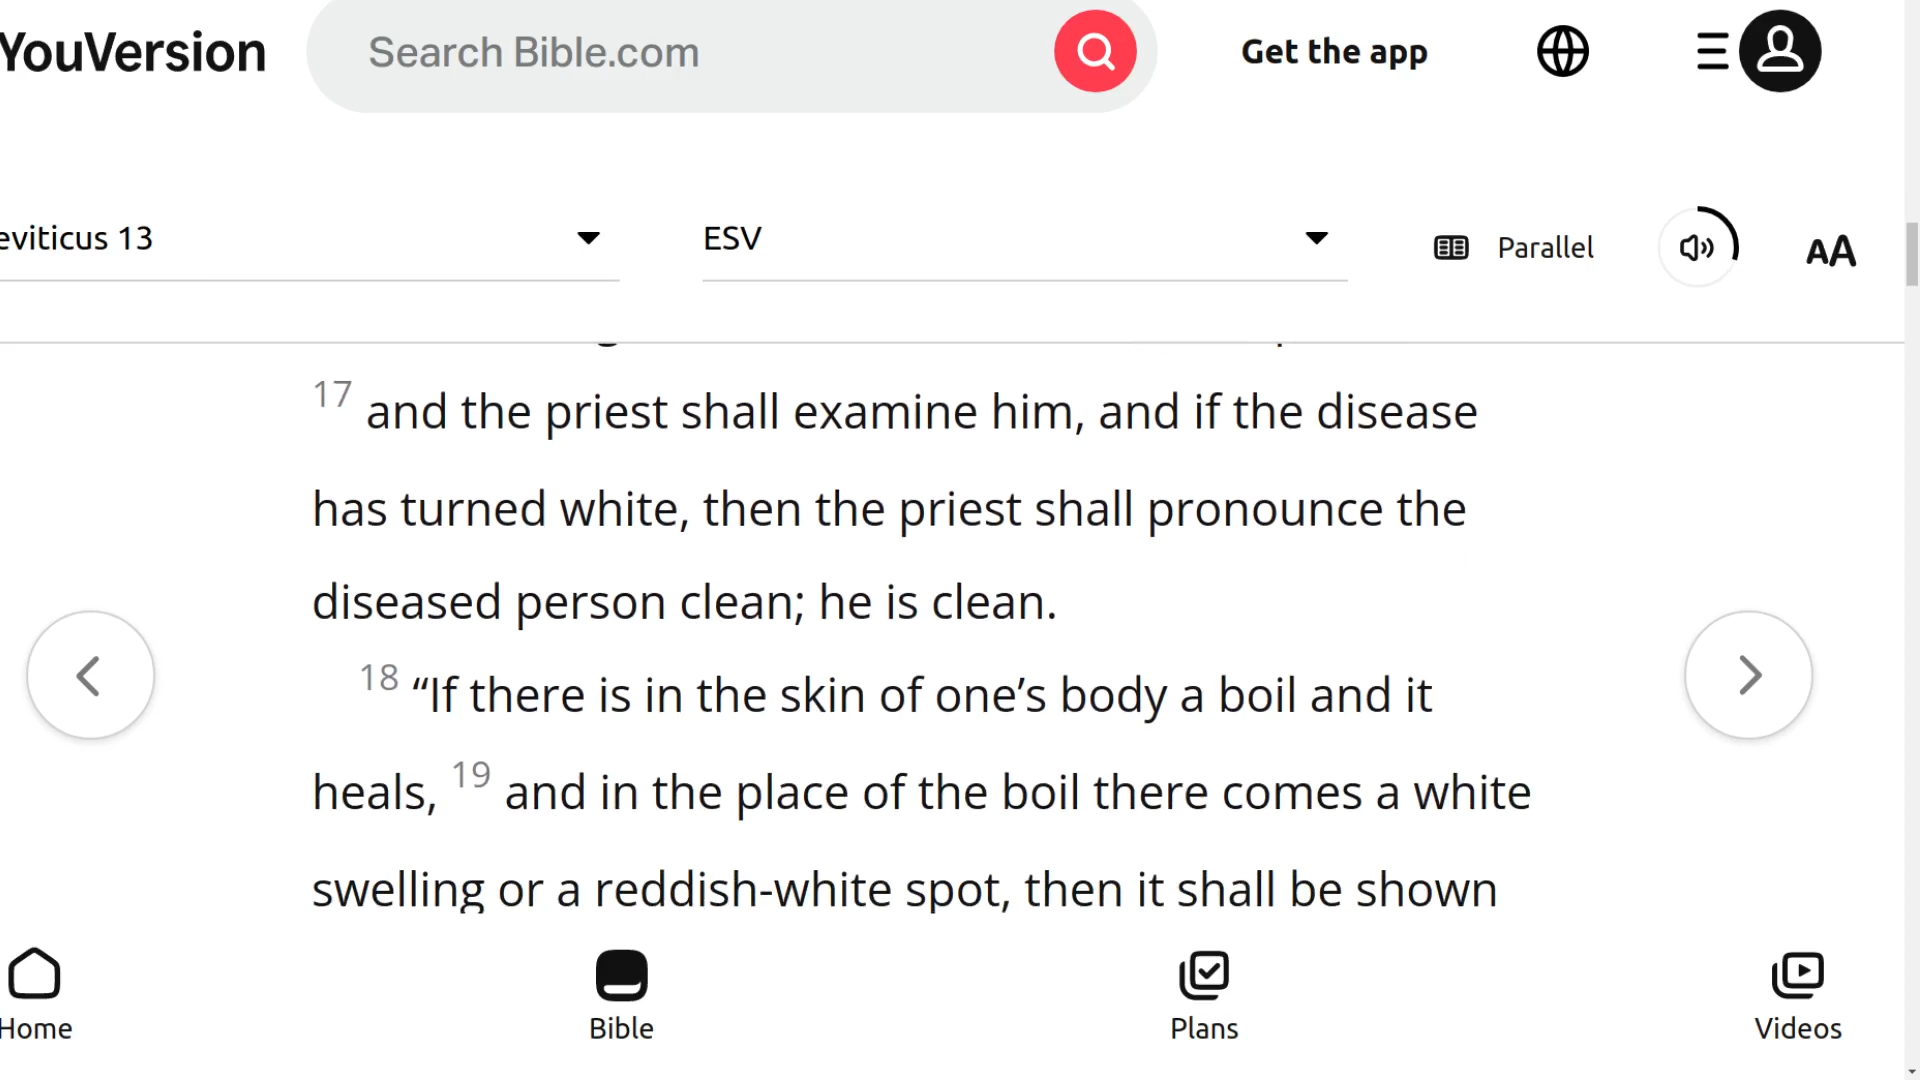 YouVersion
Search Bible.com
Get the app
eviticus 13
ESV
Parallel
AA
17 and the priest shall examine him, and if the disease
has turned white, then the priest shall pronounce the
diseased person clean; he is clean.
18 “If there is in the skin of one’s body a boil and it
heals, 19 and in the place of the boil there comes a white
swelling or a reddish-white spot, then it shall be shown
Home
Bible
Plans
Videos